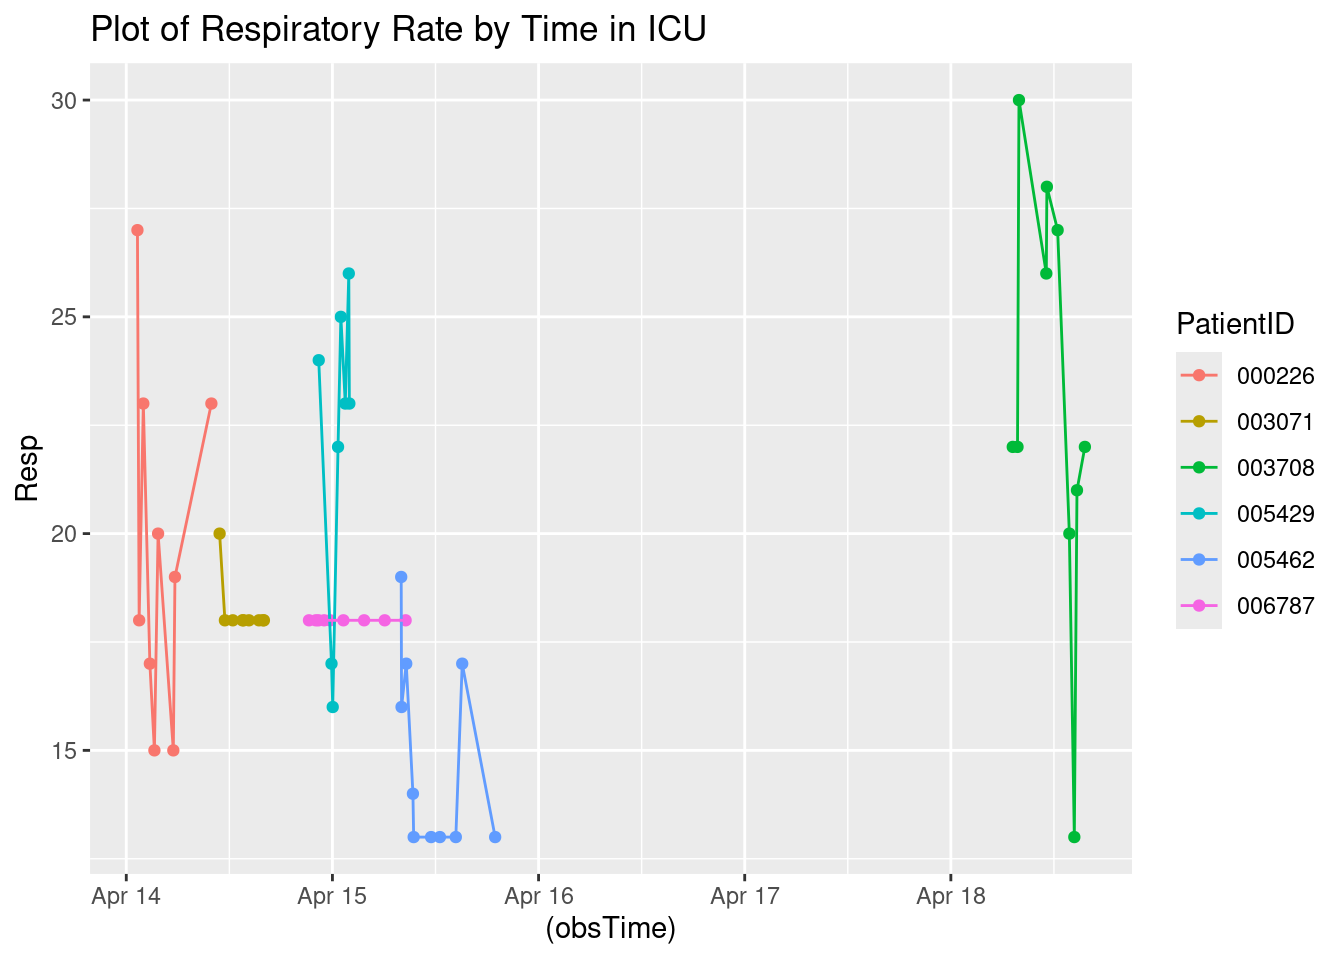 Plot of Respiratory Rate by Time in ICU
30
25
20
15
Resp
Apr 14 Apr 15 Apr 16 Apr 17 Apr 18
(obsTime)
PatientID
000226
003071
003708
005429
005462
006787